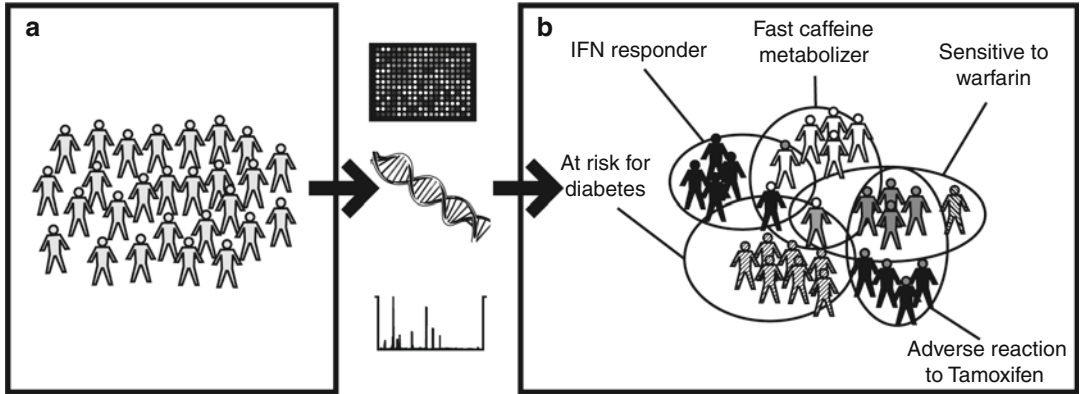 a
b
IFN responder
Fast caffeine
metabolizer
Sensitive to
warfarin
At risk for
diabetes
Adverse reaction
to Tamoxifen